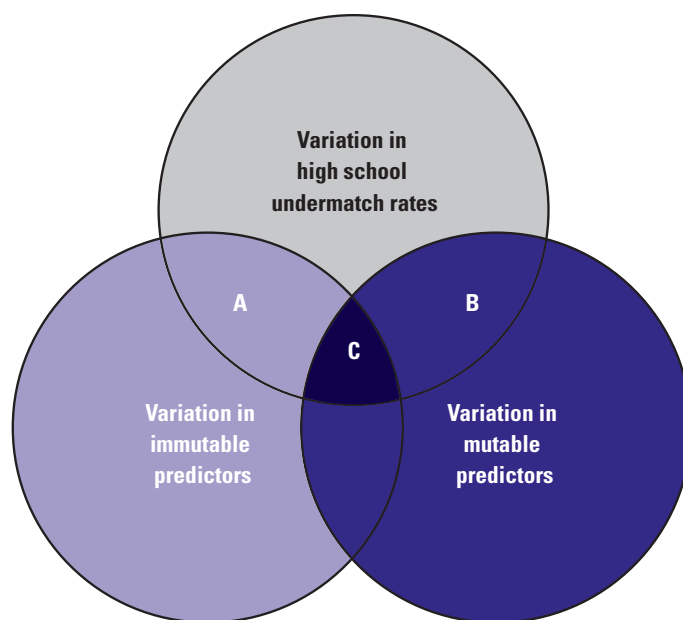 Variation in
high school
undermatch rates
A
B
C
Variation in
immutable
predictors
Variation in
mutable
predictors